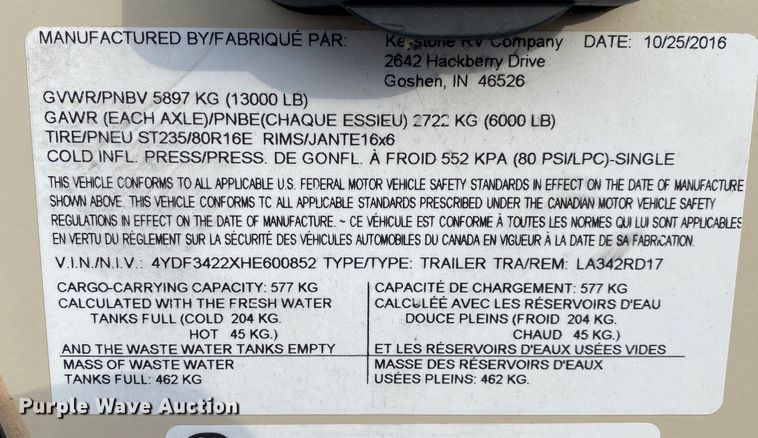 MANUFACTURED BY/FABRIQUÉ PAR: Keystone RV Company DATE: 10/25/2016
2642 Hackberry Drive
Goshen, IN 46526
GVWR/PNBV 5897 KG (13000 LB)
GAWR (EACH AXLE)/PNBE(CHAQUE ESSIEU) 2722 KG (6000 LB)
TIRE/PNEU ST235/80R16E RIMS/JANTE16x6
COLD INFL. PRESS/PRESS. DE GONFL. À FROID 552 KPA (80 PSI/LPC)-SINGLE
THIS VEHICLE CONFORMS TO ALL APPLICABLE U.S. FEDERAL MOTOR VEHICLE SAFETY STANDARDS IN EFFECT ON THE DATE OF MANUFACTURE
SHOWN ABOVE. THIS VEHICLE CONFORMS TC ALL APPLICABLE STANDARDS PRESCRIBED UNDER THE CANADIAN MOTOR VEHICLE SAFETY
REGULATIONS IN EFFECT ON THE DATE OF MANUFACTURE. ~ CE VÉHICULE EST CONFORME À TOUTES LES NORMES QUI LUI SONT APPLICABLES
EN VERTU DU RÉGLEMENT SUR LA SÉCURITÉ DES VÉHICULES AUTOMOBILES DU CANADA EN VIGUEUR À LA DATE DE SA FABRICATION.
V.I.N./N.I.V.: 4YDF3422XHE600852 TYPE/TYPE: TRAILER TRA/REM: LA342RD17
CARGO-CARRYING CAPACITY: 577 KG
CALCULATED WITH THE FRESH WATER
TANKS FULL (COLD 204 KG.
HOT 45 KG.)
AND THE WASTE WATER TANKS EMPTY
MASS OF WASTE WATER
TANKS FULL: 462 KG
CAPACITÉ DE CHARGEMENT: 577 KG
CALCULÉE AVEC LES RÉSERVOIRS D'EAU
DOUCE PLEINS (FROID 204 KG.
CHAUD 45 KG.)
ET LES RÉSERVOIRS D'EAUX USÉES VIDES
MASSE DES RÉSERVOIRS D'EAUX
USÉES PLEINS: 462 KG.
Purple Wave Auction